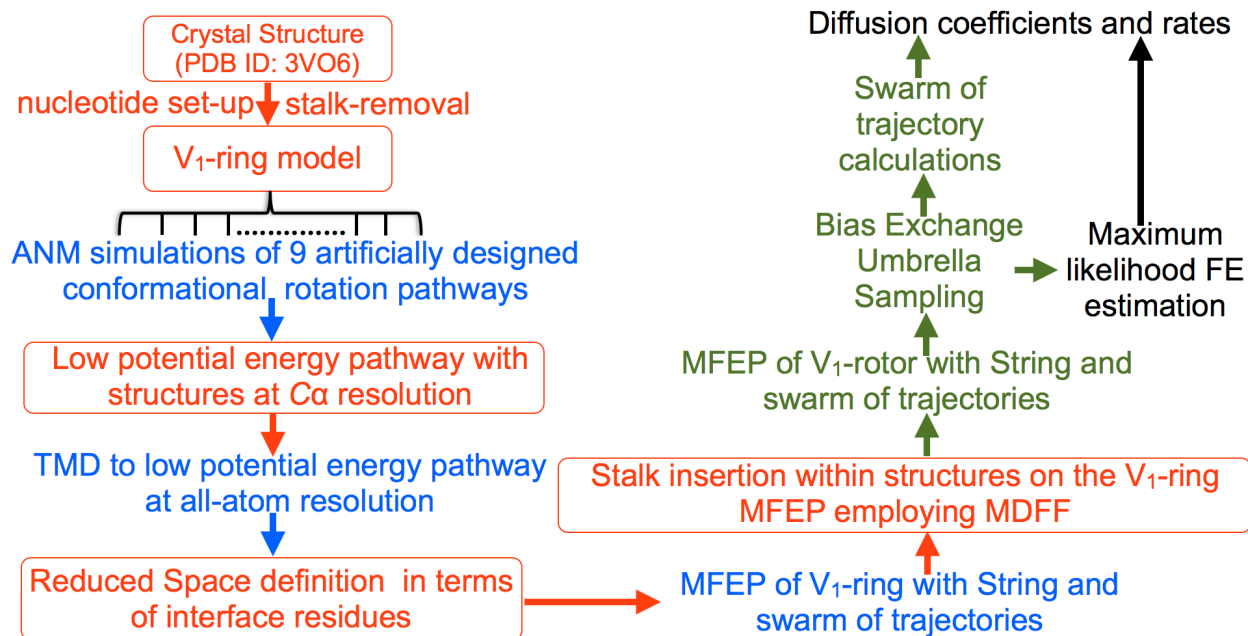 Crystal Structure
(PDB ID: 3VO6)
nucleotide set-up
stalk-removal
V₁-ring model
ANM simulations of 9 artificially designed
conformational rotation pathways
Low potential energy pathway with
structures at Cα resolution
TMD to low potential energy pathway
at all-atom resolution
Reduced Space definition in terms
of interface residues
MFEP of V₁-ring with String and
swarm of trajectories
Stalk insertion within structures on the V₁-ring
MFEP employing MDFF
MFEP of V₁-rotor with String and
swarm of trajectories
Bias Exchange
Umbrella
Sampling
Swarm of
trajectory
calculations
Maximum
likelihood FE
estimation
Diffusion coefficients and rates